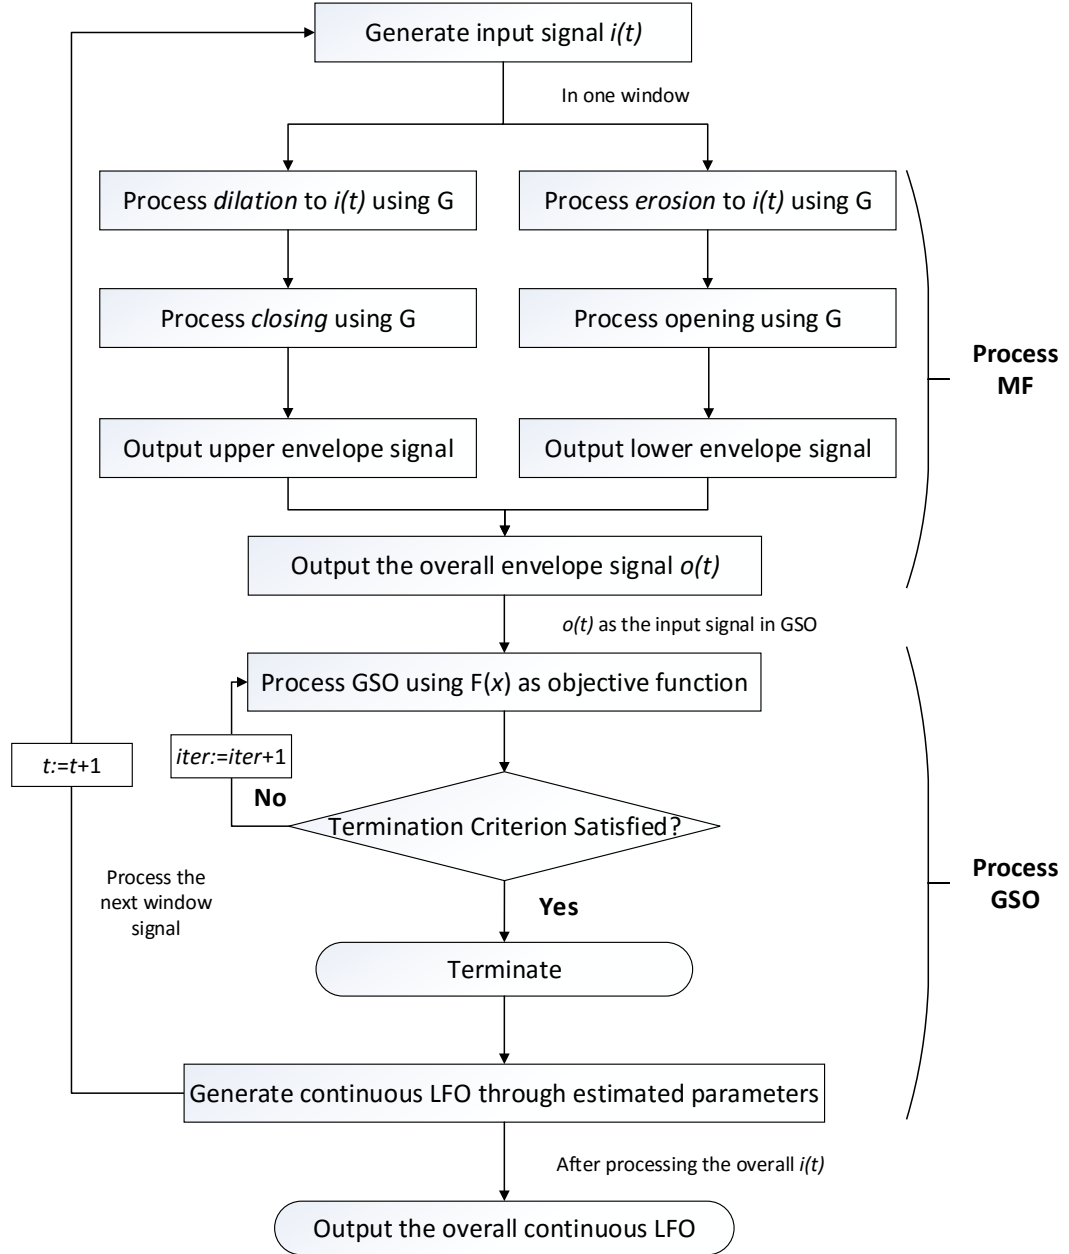 Generate input signal i(t)
In one window
Process dilation to i(t) using G
Process erosion to i(t) using G
Process closing using G
Process opening using G
Process
MF
Output upper envelope signal
Output lower envelope signal
Output the overall envelope signal o(t)
o(t) as the input signal in GSO
Process GSO using F(x) as objective function
iter:=iter+1
t:=t+1
No
Termination Criterion Satisfied?
Process the
next window
signal
Process
GSO
Yes
Terminate
Generate continuous LFO through estimated parameters
After processing the overall i(t)
Output the overall continuous LFO